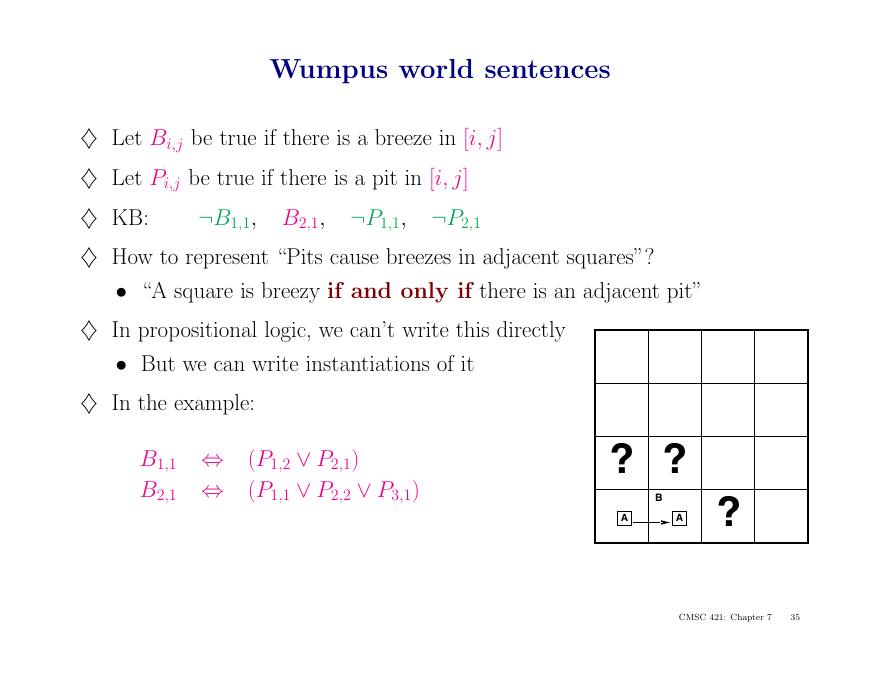 Wumpus world sentences
♢ Let B_{i,j} be true if there is a breeze in [i, j]
♢ Let P_{i,j} be true if there is a pit in [i, j]
♢ KB: ¬B_{1,1}, B_{2,1}, ¬P_{1,1}, ¬P_{2,1}
♢ How to represent “Pits cause breezes in adjacent squares”?
• “A square is breezy if and only if there is an adjacent pit”
♢ In propositional logic, we can’t write this directly
• But we can write instantiations of it
♢ In the example:
B_{1,1} ⇔ (P_{1,2} ∨ P_{2,1})
B_{2,1} ⇔ (P_{1,1} ∨ P_{2,2} ∨ P_{3,1})
? ?
B
A A ?
CMSC 421: Chapter 7 35